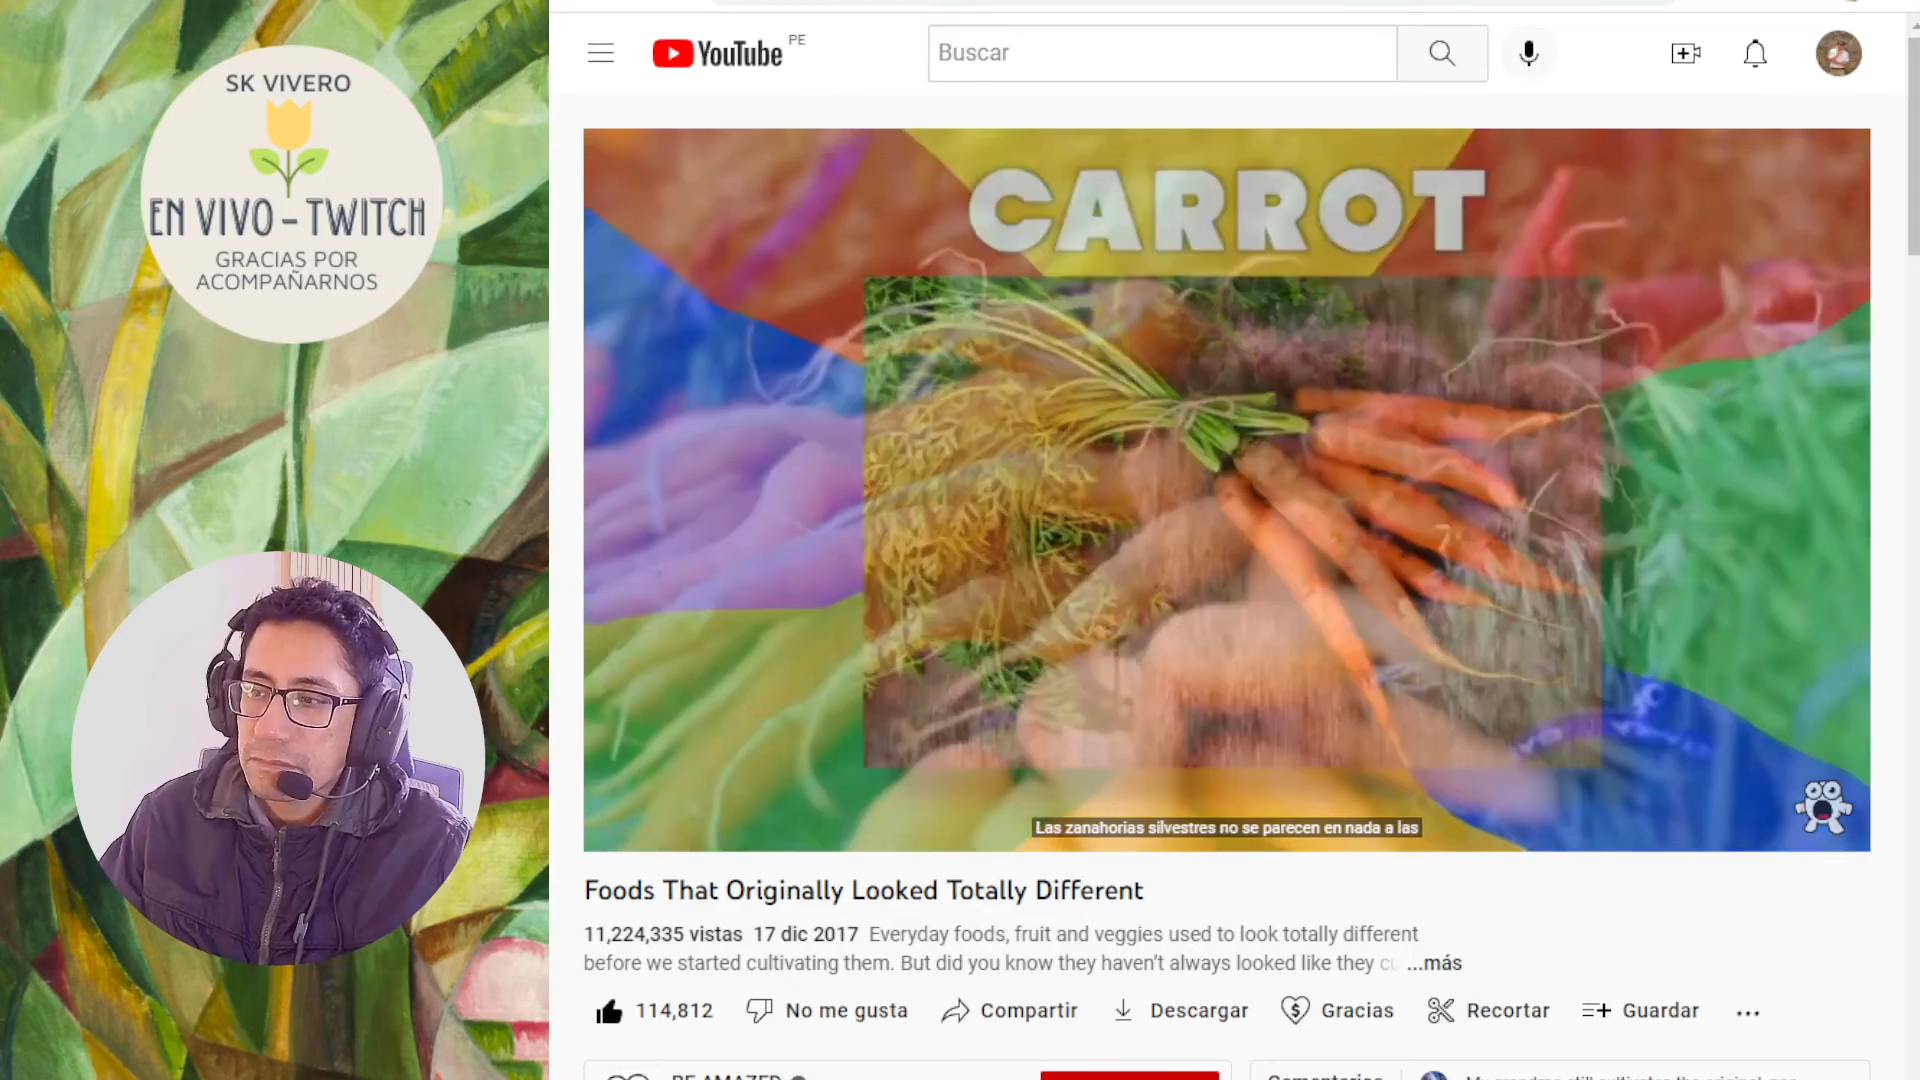 SK VIVERO
EN VIVO - TWITCH
GRACIAS POR
ACOMPAÑARNOS
YouTube PE
Buscar
CARROT
Las zanahorias silvestres no se parecen en nada a las
Foods That Originally Looked Totally Different
11,224,335 vistas 17 dic 2017 Everyday foods, fruit and veggies used to look totally different
before we started cultivating them. But did you know they haven't always looked like they ...más
114,812 No me gusta Compartir Descargar Gracias Recortar Guardar ...
BE AMAZED
Comentarios